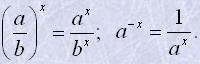 (a/b)^x = a^x/b^x; a^{-x} = 1/a^x.